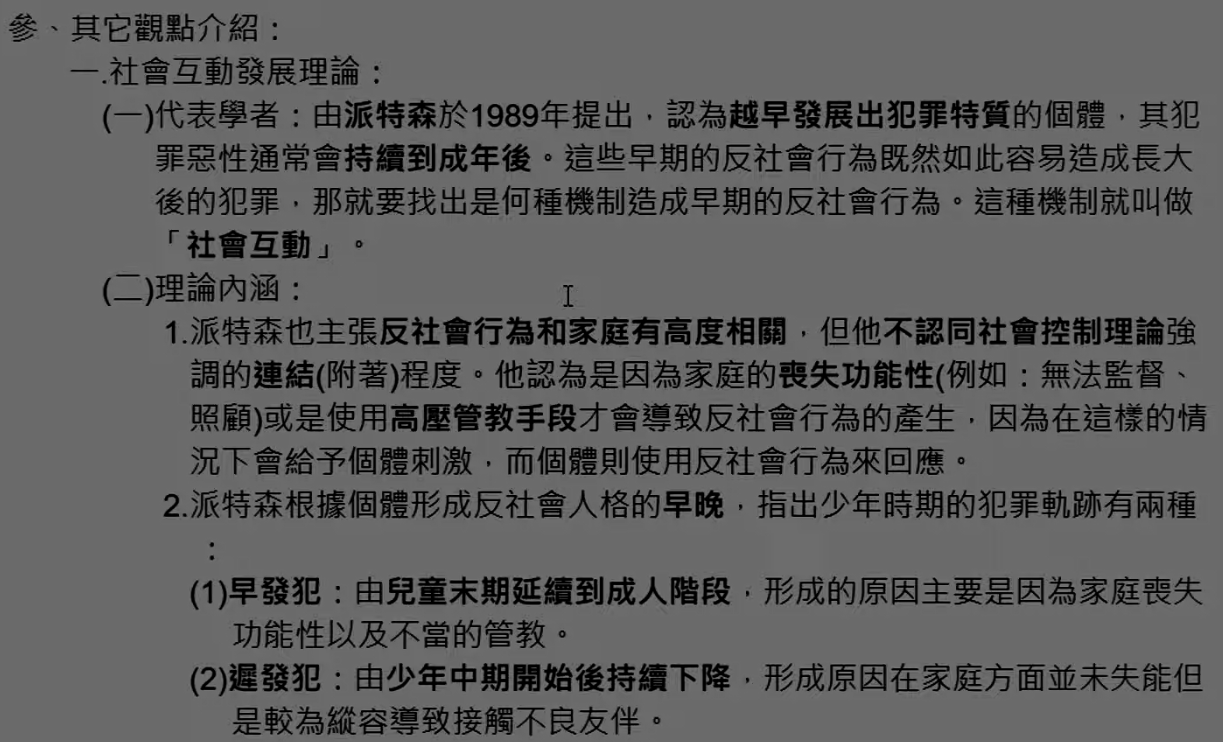 參、其它觀點介紹：
一.社會互動發展理論：
(一)代表學者：由派特森於1989年提出，認為越早發展出犯罪特質的個體，其犯
罪惡性通常會持續到成年後。這些早期的反社會行為既然如此容易造成長大
後的犯罪，那就要找出是何種機制造成早期的反社會行為。這種機制就叫做
「社會互動」。
(二)理論內涵：
1.派特森也主張反社會行為和家庭有高度相關，但他不認同社會控制理論強
調的連結(附著)程度。他認為是因為家庭的喪失功能性(例如：無法監督、
照顧)或是使用高壓管教手段才會導致反社會行為的產生，因為在這樣的情
況下會給予個體刺激，而個體則使用反社會行為來回應。
2.派特森根據個體形成反社會人格的早晚，指出少年時期的犯罪軌跡有兩種
：
(1)早發犯：由兒童末期延續到成人階段，形成的原因主要是因為家庭喪失
功能性以及不當的管教。
(2)遲發犯：由少年中期開始後持續下降，形成原因在家庭方面並未失能但
是較為縱容導致接觸不良友伴。